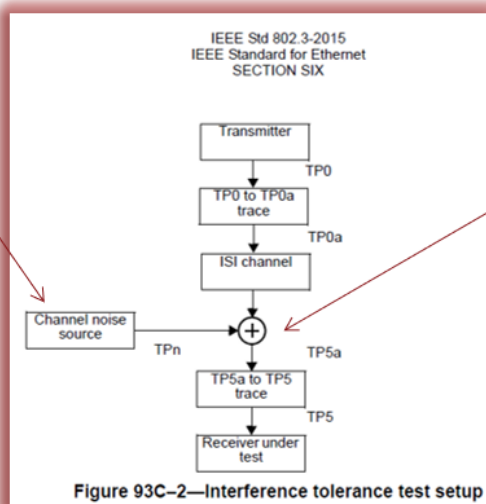 IEEE Std 802.3-2015
IEEE Standard for Ethernet
SECTION SIX
Transmitter
TP0
TP0 to TP0a
trace
TP0a
ISI channel
Channel noise
source
TPn
TP5a
TP5a to TP5
trace
TP5
Receiver under
test
Figure 93C–2—Interference tolerance test setup